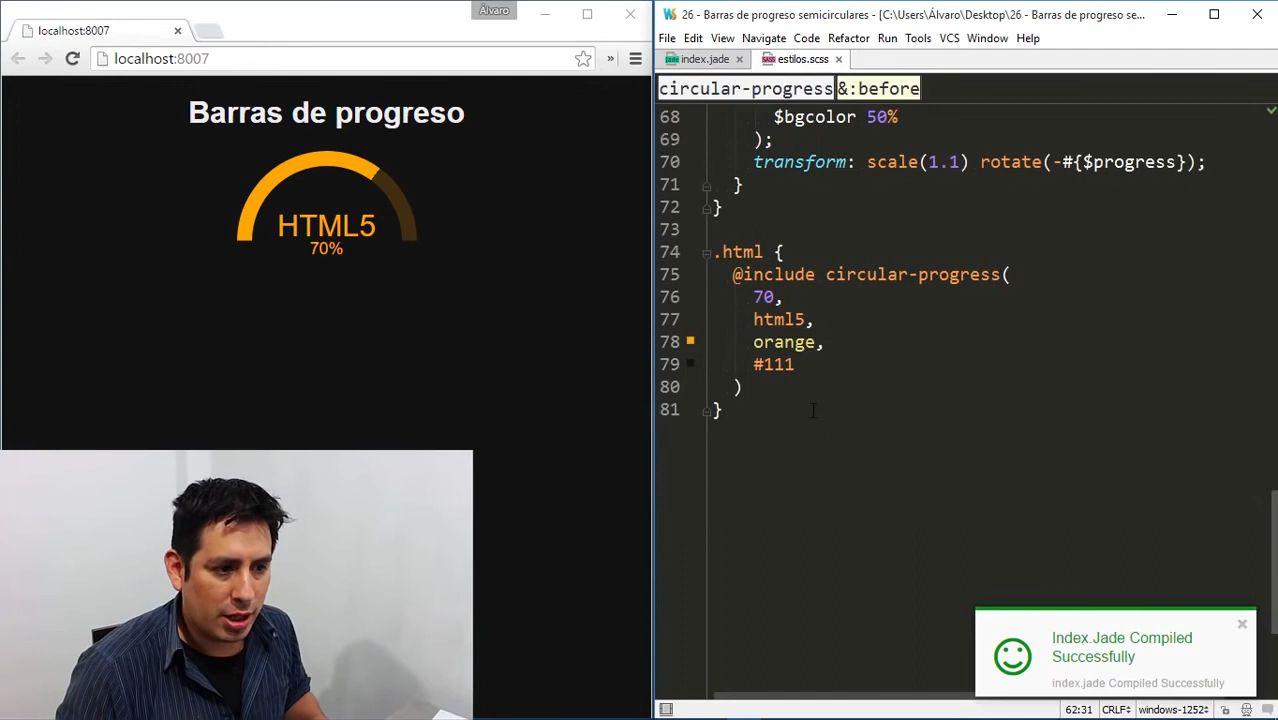 Álvaro
localhost:8007
localhost:8007
»
Barras de progreso
HTML5
70%
26 - Barras de progreso semicirculares - [C:\Users\Álvaro\Desktop\26 - Barras de progreso se...
File Edit View Navigate Code Refactor Run Tools VCS Window Help
index.jade estilos.scss
circular-progress &:before
68 $bgcolor 50%
69 );
70 transform: scale(1.1) rotate(-#{$progress});
71 }
72 }
73
74 .html {
75 @include circular-progress(
76 70,
77 html5,
78 orange,
79 #111
80 )
81 }
Index.Jade Compiled
Successfully
index.jade Compiled Successfully
62:31 CRLF÷ windows-1252÷